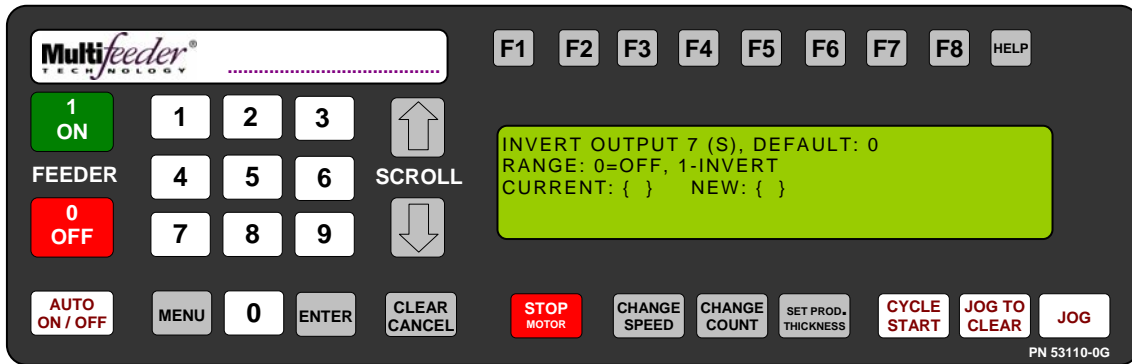 Multifeeder®
TECHNOLOGY
F1 F2 F3 F4 F5 F6 F7 F8 HELP
1
ON
FEEDER
0
OFF
1 2 3
4 5 6
7 8 9
SCROLL
INVERT OUTPUT 7 (S), DEFAULT: 0
RANGE: 0=OFF, 1-INVERT
CURRENT: { } NEW: { }
AUTO
ON / OFF
MENU
0
ENTER
CLEAR
CANCEL
STOP
MOTOR
CHANGE
SPEED
CHANGE
COUNT
SET PROD.
THICKNESS
CYCLE
START
JOG TO
CLEAR
JOG
PN 53110-0G